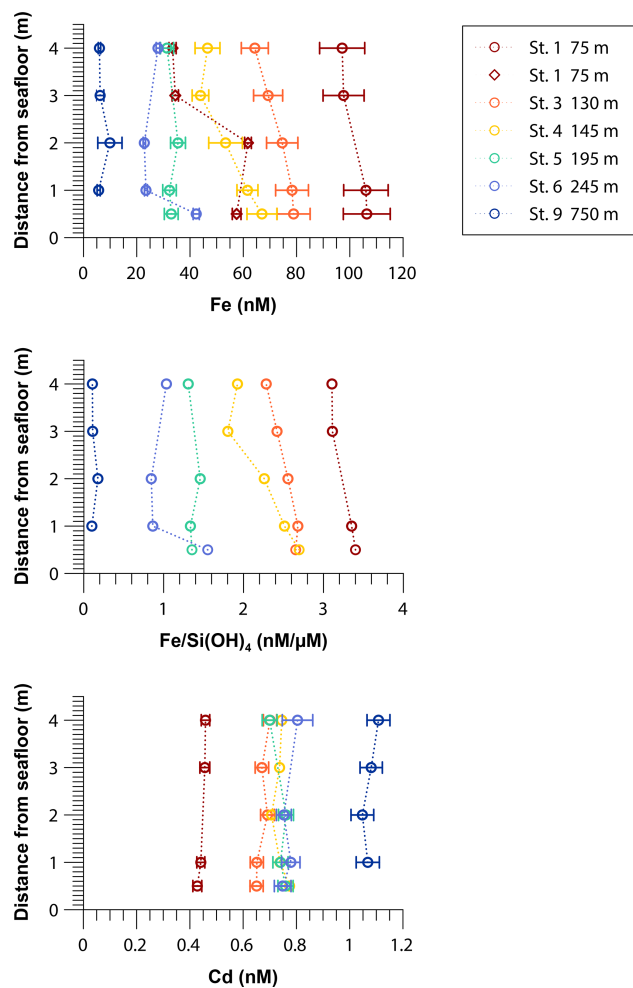 Distance from seafloor (m)
4
3
2
1
0
0 20 40 60 80 100 120
Fe (nM)
St. 1 75 m
St. 1 75 m
St. 3 130 m
St. 4 145 m
St. 5 195 m
St. 6 245 m
St. 9 750 m
Distance from seafloor (m)
4
3
2
1
0
0 1 2 3 4
Fe/Si(OH)₄ (nM/μM)
Distance from seafloor (m)
4
3
2
1
0
0 0.2 0.4 0.6 0.8 1 1.2
Cd (nM)